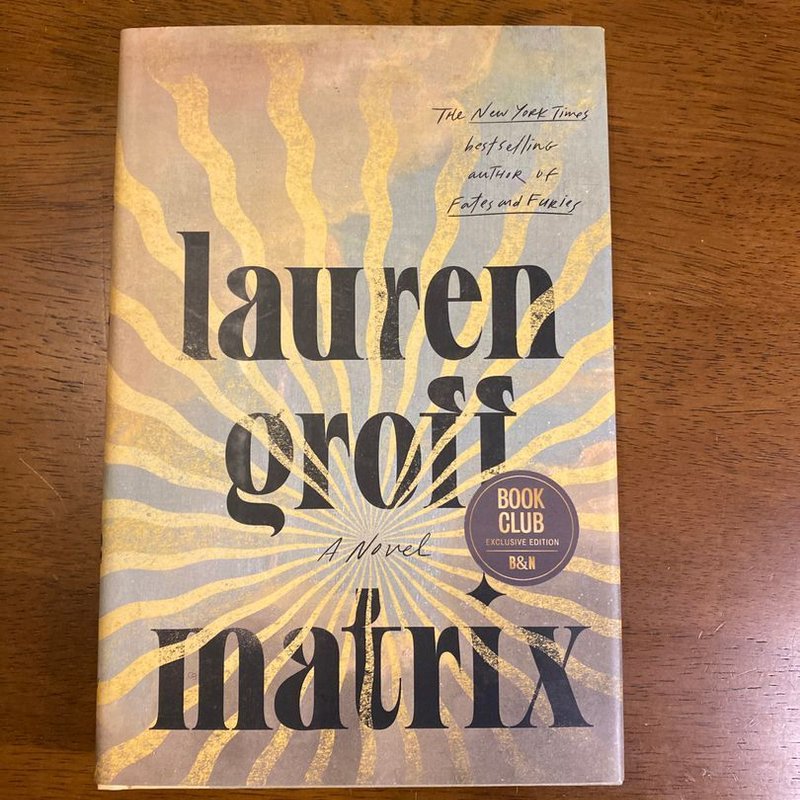 The New York Times
bestselling
author of
Fates and Furies
lauren
groff
A Novel
BOOK
CLUB
EXCLUSIVE EDITION
B&N
matrix